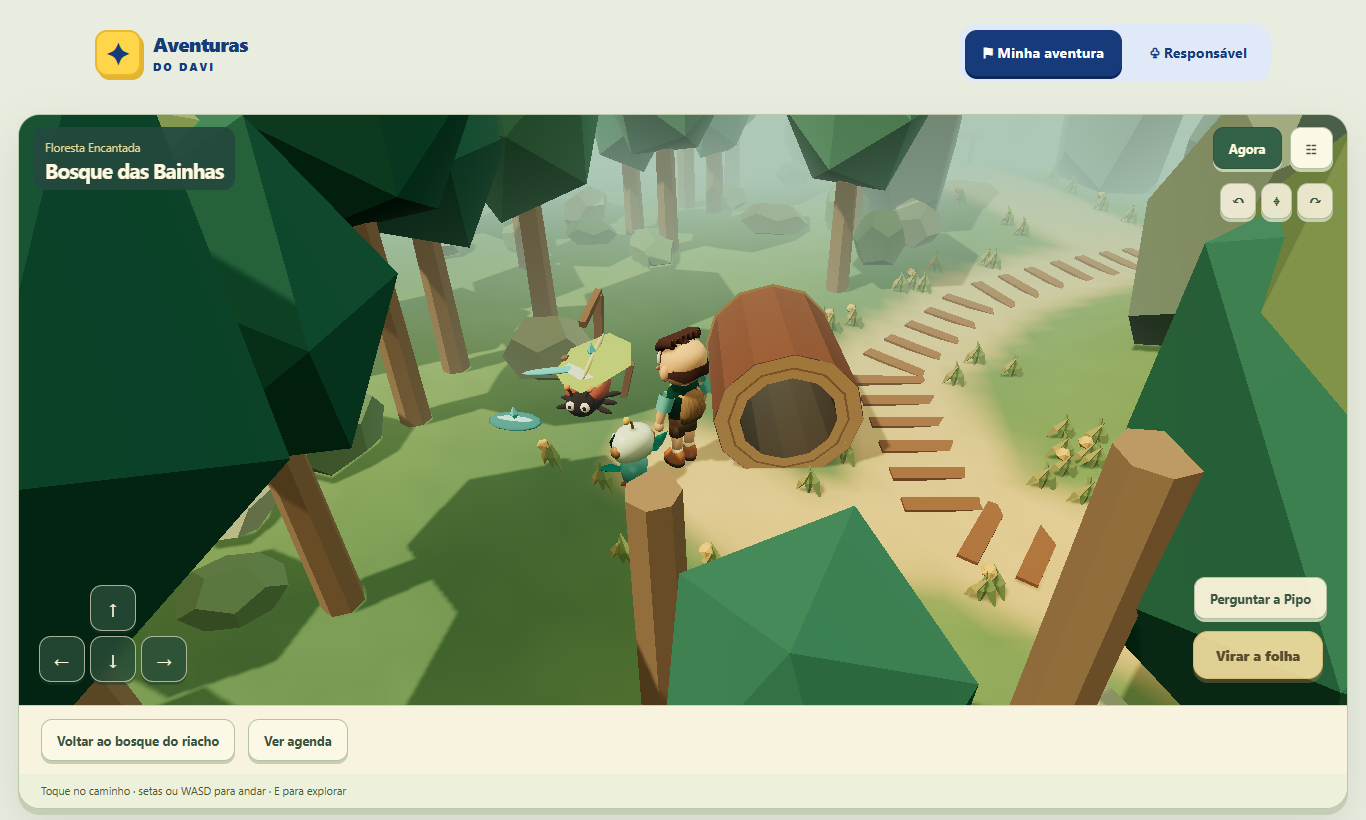 Aventuras
DO DAVI
Minha aventura
Responsável
Floresta Encantada
Bosque das Bainhas
Agora
Perguntar a Pipo
Virar a folha
Voltar ao bosque do riacho
Ver agenda
Toque no caminho · setas ou WASD para andar · E para explorar